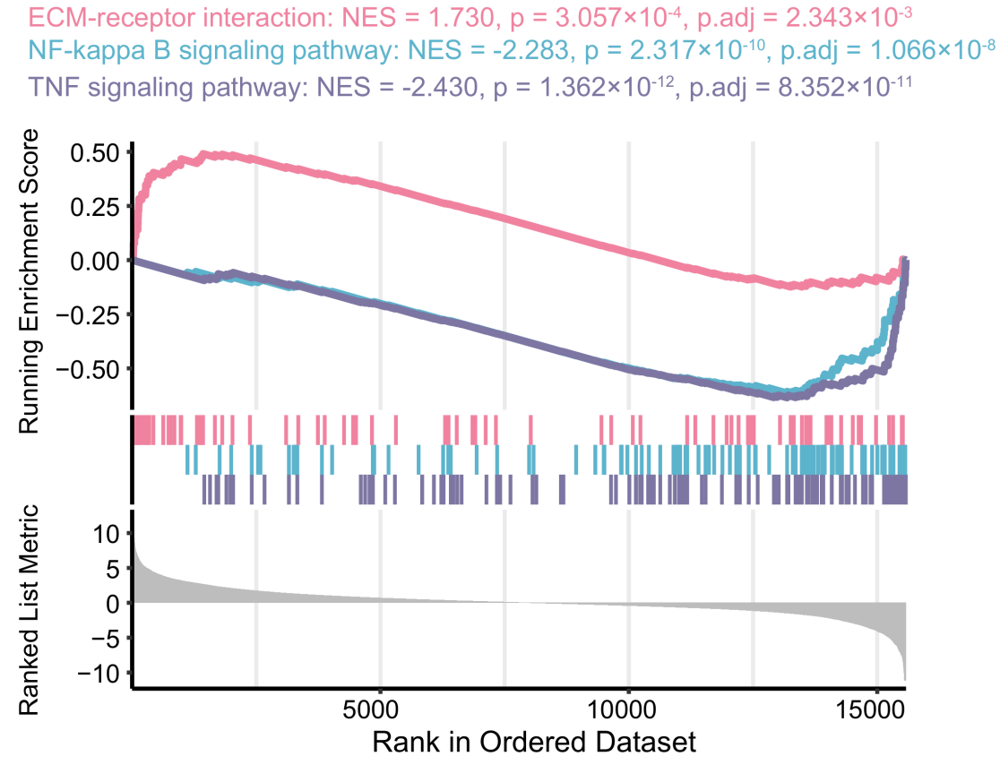 ECM-receptor interaction: NES = 1.730, p = 3.057×10⁻⁴, p.adj = 2.343×10⁻³
NF-kappa B signaling pathway: NES = -2.283, p = 2.317×10⁻¹⁰, p.adj = 1.066×10⁻⁸
TNF signaling pathway: NES = -2.430, p = 1.362×10⁻¹², p.adj = 8.352×10⁻¹¹
Running Enrichment Score
0.50
0.25
0.00
−0.25
−0.50
Ranked List Metric
10
5
0
−5
−10
5000 10000 15000
Rank in Ordered Dataset